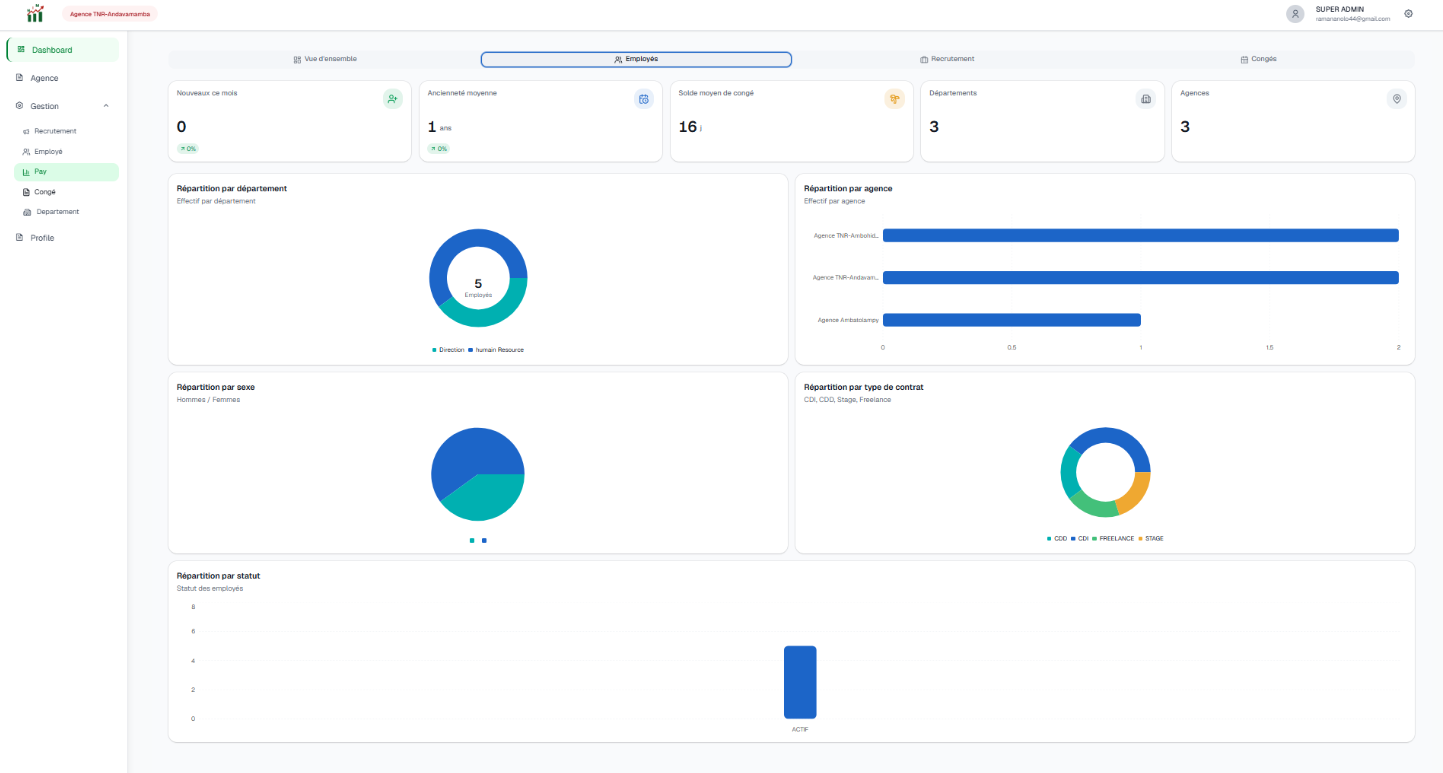 Agence TNR-Andavamamba
SUPER ADMIN
ramananolo44@gmail.com
Dashboard
Agence
Gestion
Recrutement
Employé
Pay
Congé
Departement
Profile
Vue d'ensemble
Employés
Recrutement
Congés
Nouveaux ce mois
0
0%
Ancienneté moyenne
1 ans
0%
Solde moyen de congé
16 j
Départements
3
Agences
3
Répartition par département
Effectif par département
5
Employés
Direction humain Resource
Répartition par agence
Effectif par agence
Agence TNR-Ambohid...
Agence TNR-Andavam...
Agence Ambatolampy
0 0.5 1 1.5 2
Répartition par sexe
Hommes / Femmes
Répartition par type de contrat
CDI, CDD, Stage, Freelance
CDD CDI FREELANCE STAGE
Répartition par statut
Statut des employés
8
6
4
2
0
ACTIF